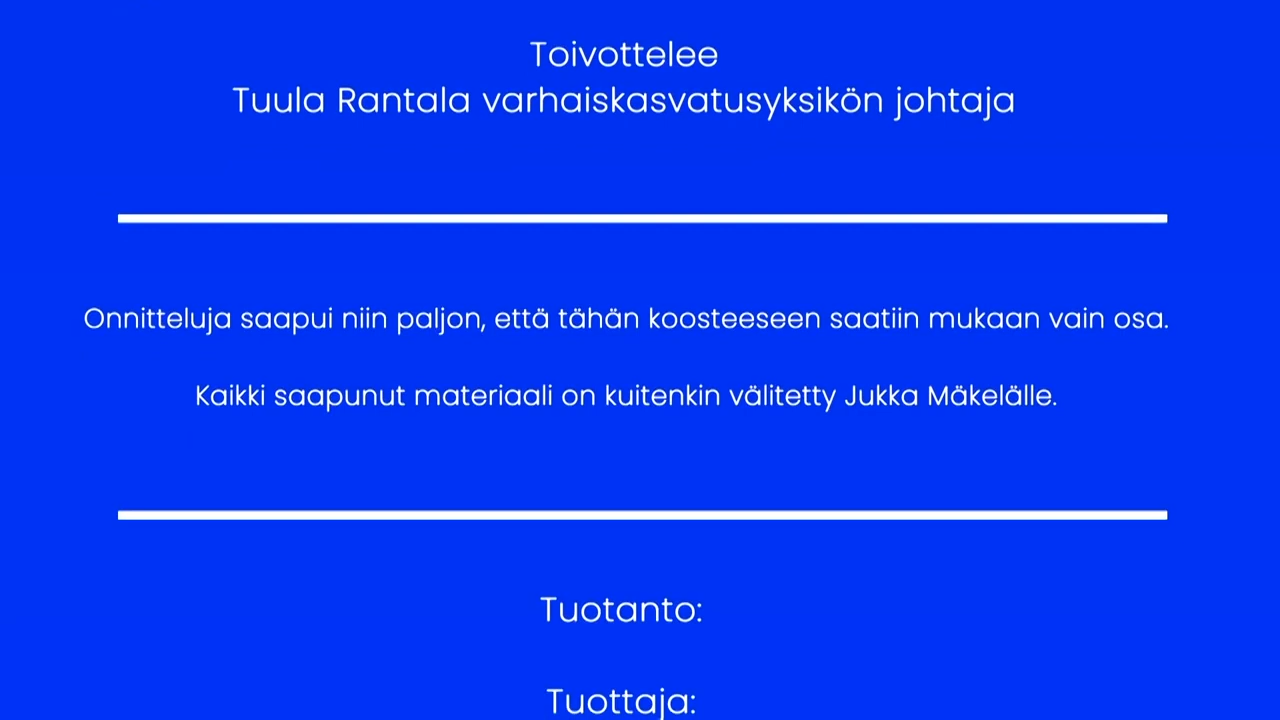 Toivottelee
Tuula Rantala varhaiskasvatusyksikön johtaja
Onnitteluja saapui niin paljon, että tähän koosteeseen saatiin mukaan vain osa.
Kaikki saapunut materiaali on kuitenkin välitetty Jukka Mäkelälle.
Tuotanto:
Tuottaja: